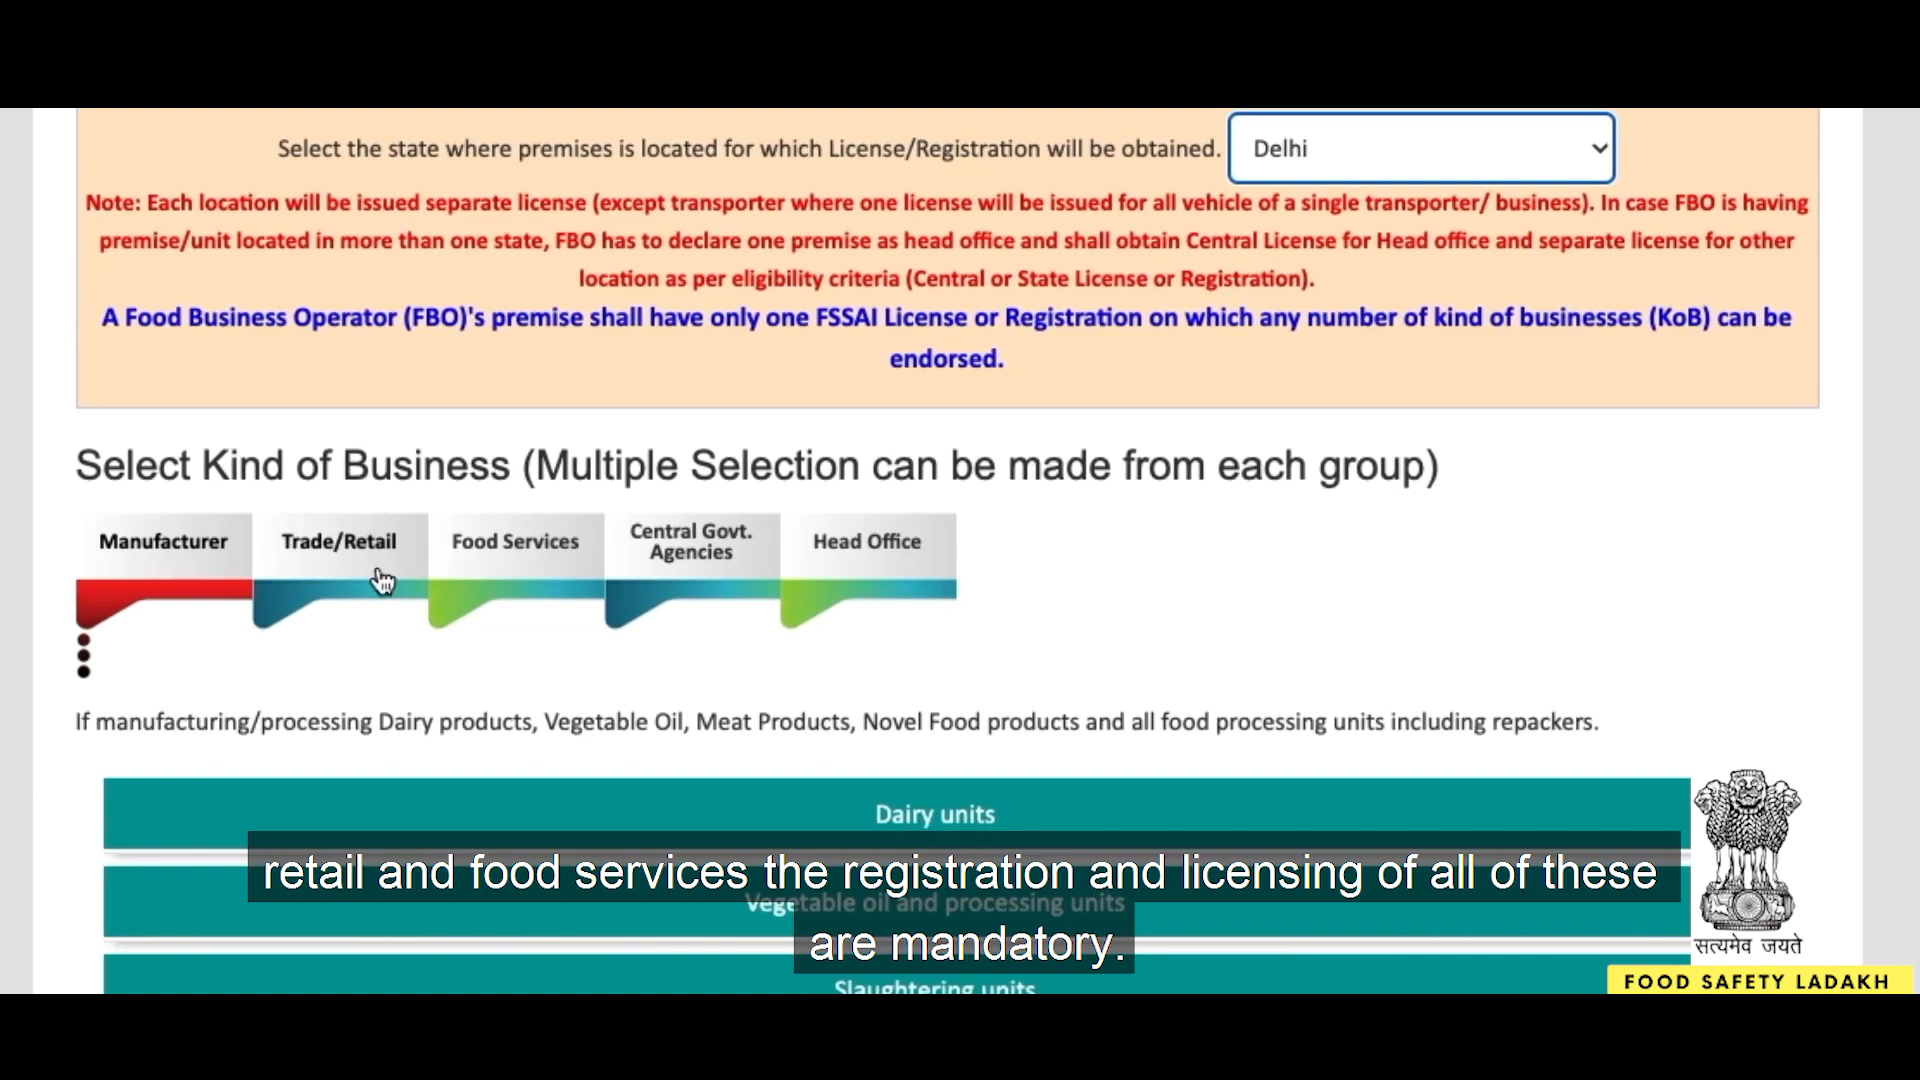 Select the state where premises is located for which License/Registration will be obtained. Delhi
Note: Each location will be issued separate license (except transporter where one license will be issued for all vehicle of a single transporter/ business). In case FBO is having
premise/unit located in more than one state, FBO has to declare one premise as head office and shall obtain Central License for Head office and separate license for other
location as per eligibility criteria (Central or State License or Registration).
A Food Business Operator (FBO)'s premise shall have only one FSSAI License or Registration on which any number of kind of businesses (KoB) can be
endorsed.
Select Kind of Business (Multiple Selection can be made from each group)
Manufacturer
Trade/Retail
Food Services
Central Govt.
Agencies
Head Office
If manufacturing/processing Dairy products, Vegetable Oil, Meat Products, Novel Food products and all food processing units including repackers.
Dairy units
retail and food services the registration and licensing of all of these
Vegetable oil and processing units
are mandatory.
Slaughtering units
सत्यमेव जयते
FOOD SAFETY LADAKH